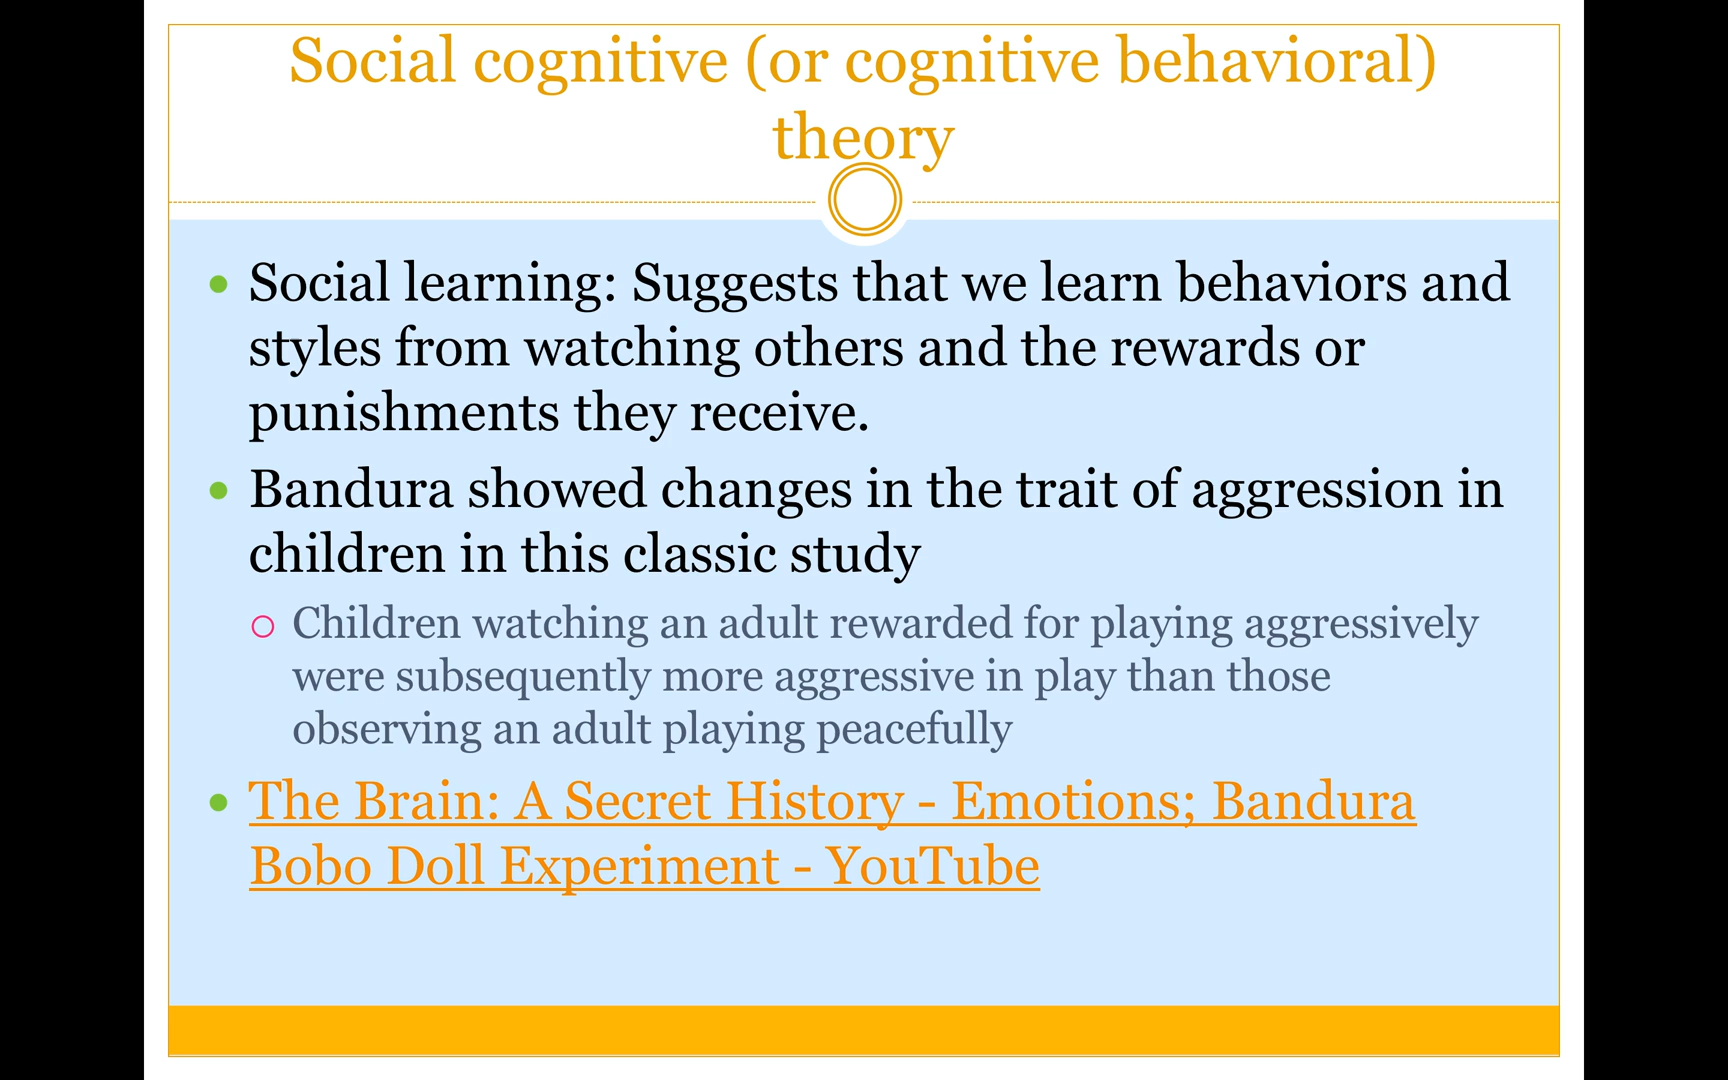 Social cognitive (or cognitive behavioral)
theory
Social learning: Suggests that we learn behaviors and
styles from watching others and the rewards or
punishments they receive.
Bandura showed changes in the trait of aggression in
children in this classic study
Children watching an adult rewarded for playing aggressively
were subsequently more aggressive in play than those
observing an adult playing peacefully
The Brain: A Secret History - Emotions; Bandura
Bobo Doll Experiment - YouTube